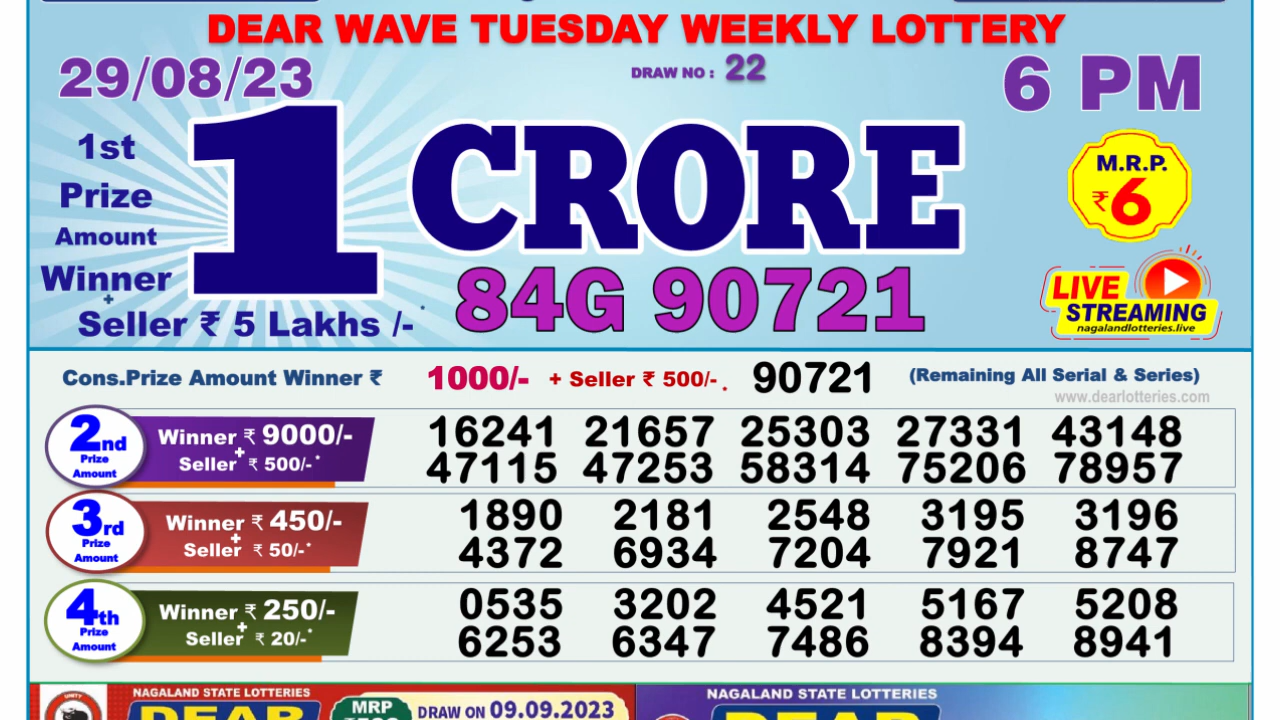 DEAR WAVE TUESDAY WEEKLY LOTTERY
29/08/23
DRAW NO : 22
6 PM
1st
Prize
Amount
Winner
+
Seller ₹ 5 Lakhs /-
1 CRORE
84G 90721
M.R.P.
₹6
LIVE
STREAMING
nagalandlotteries.live
Cons.Prize Amount Winner ₹ 1000/- + Seller ₹ 500/- . 90721 (Remaining All Serial & Series)
www.dearlotteries.com
2nd
Prize
Amount
Winner ₹ 9000/-
+
Seller ₹ 500/-*
16241 21657 25303 27331 43148
47115 47253 58314 75206 78957
3rd
Prize
Amount
Winner ₹ 450/-
+
Seller ₹ 50/-*
1890 2181 2548 3195 3196
4372 6934 7204 7921 8747
4th
Prize
Amount
Winner ₹ 250/-
+
Seller ₹ 20/-*
0535 3202 4521 5167 5208
6253 6347 7486 8394 8941
UNITY
NAGALAND STATE LOTTERIES
DEAR
MRP
DRAW ON 09.09.2023
NAGALAND STATE LOTTERIES
DEAR